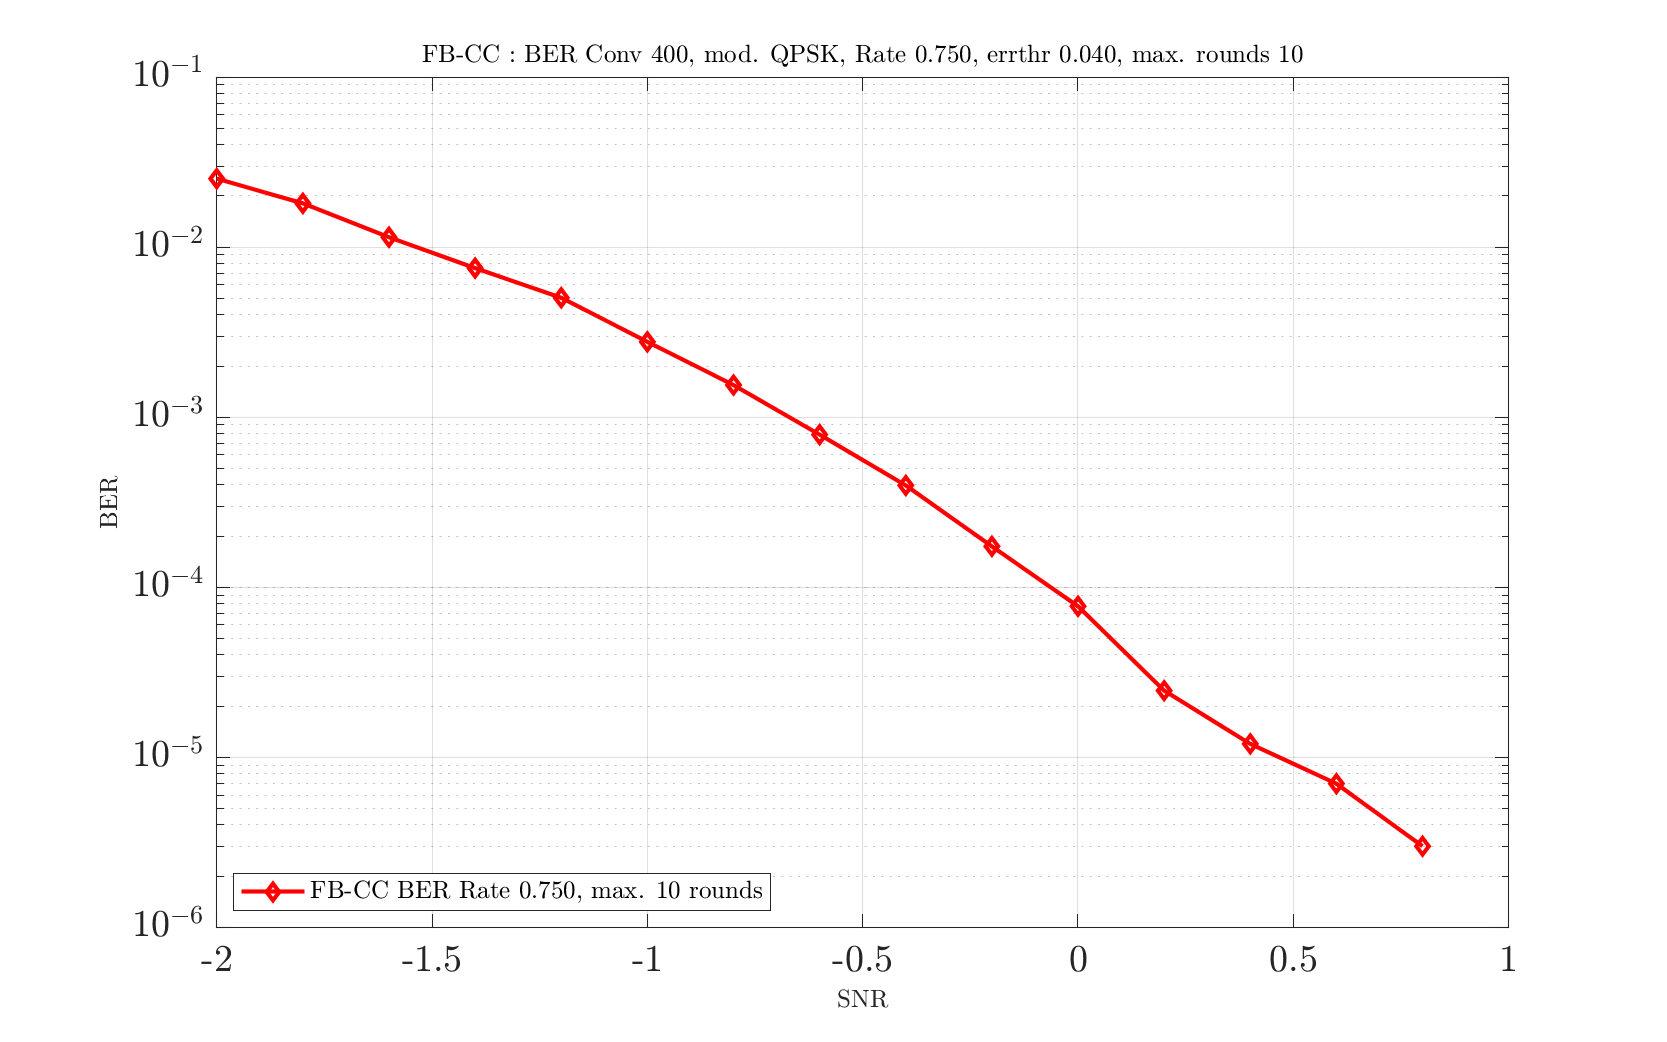 FB-CC : BER Conv 400, mod. QPSK, Rate 0.750, errthr 0.040, max. rounds 10
10⁻¹
10⁻²
10⁻³
10⁻⁴
10⁻⁵
10⁻⁶
BER
FB-CC BER Rate 0.750, max. 10 rounds
-2 -1.5 -1 -0.5 0 0.5 1
SNR